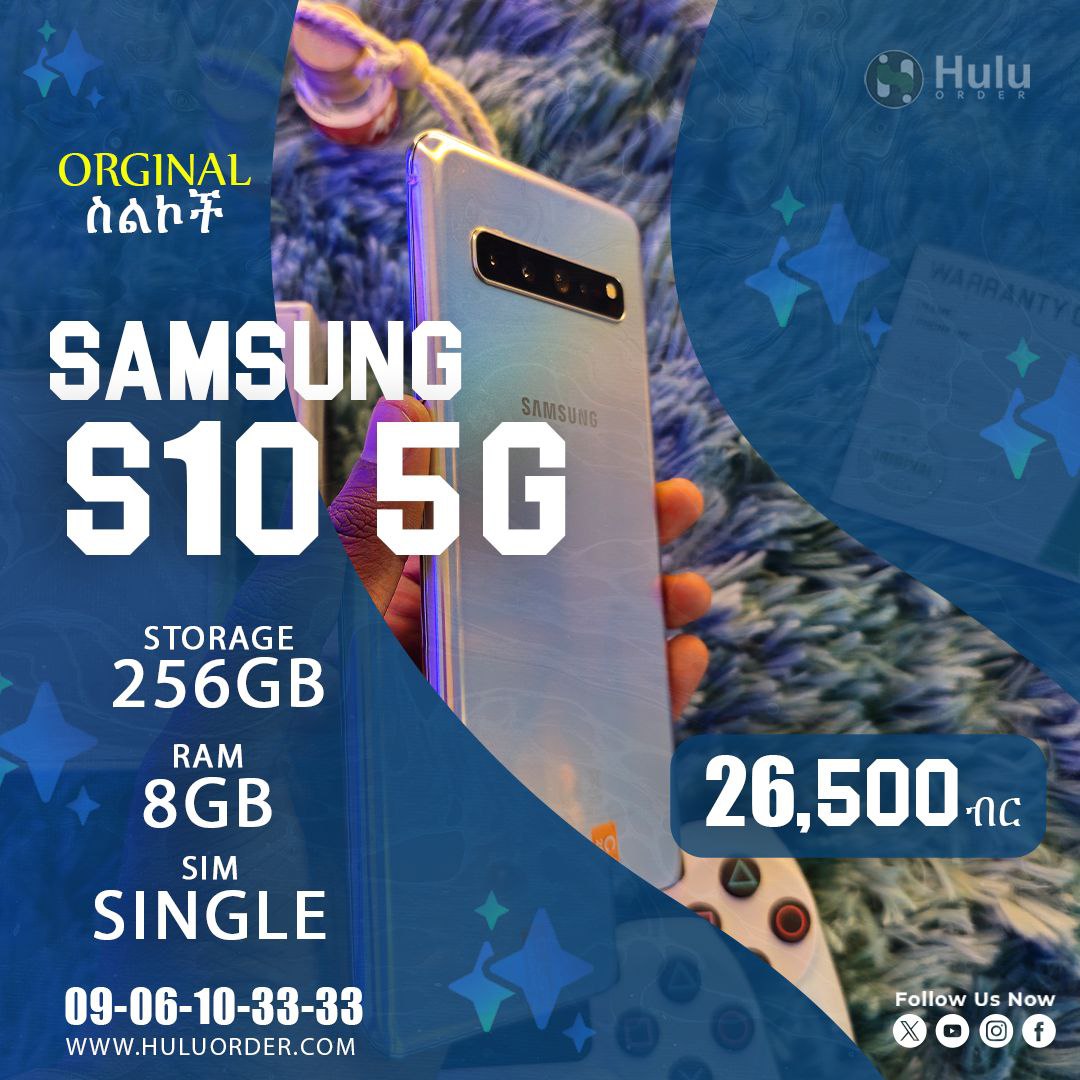 Hulu
ORDER
ORGINAL
ስልኮች
SAMSUNG
S10 5G
SAMSUNG
STORAGE
256GB
RAM
8GB
SIM
SINGLE
26,500 ብር
09-06-10-33-33
WWW.HULUORDER.COM
Follow Us Now